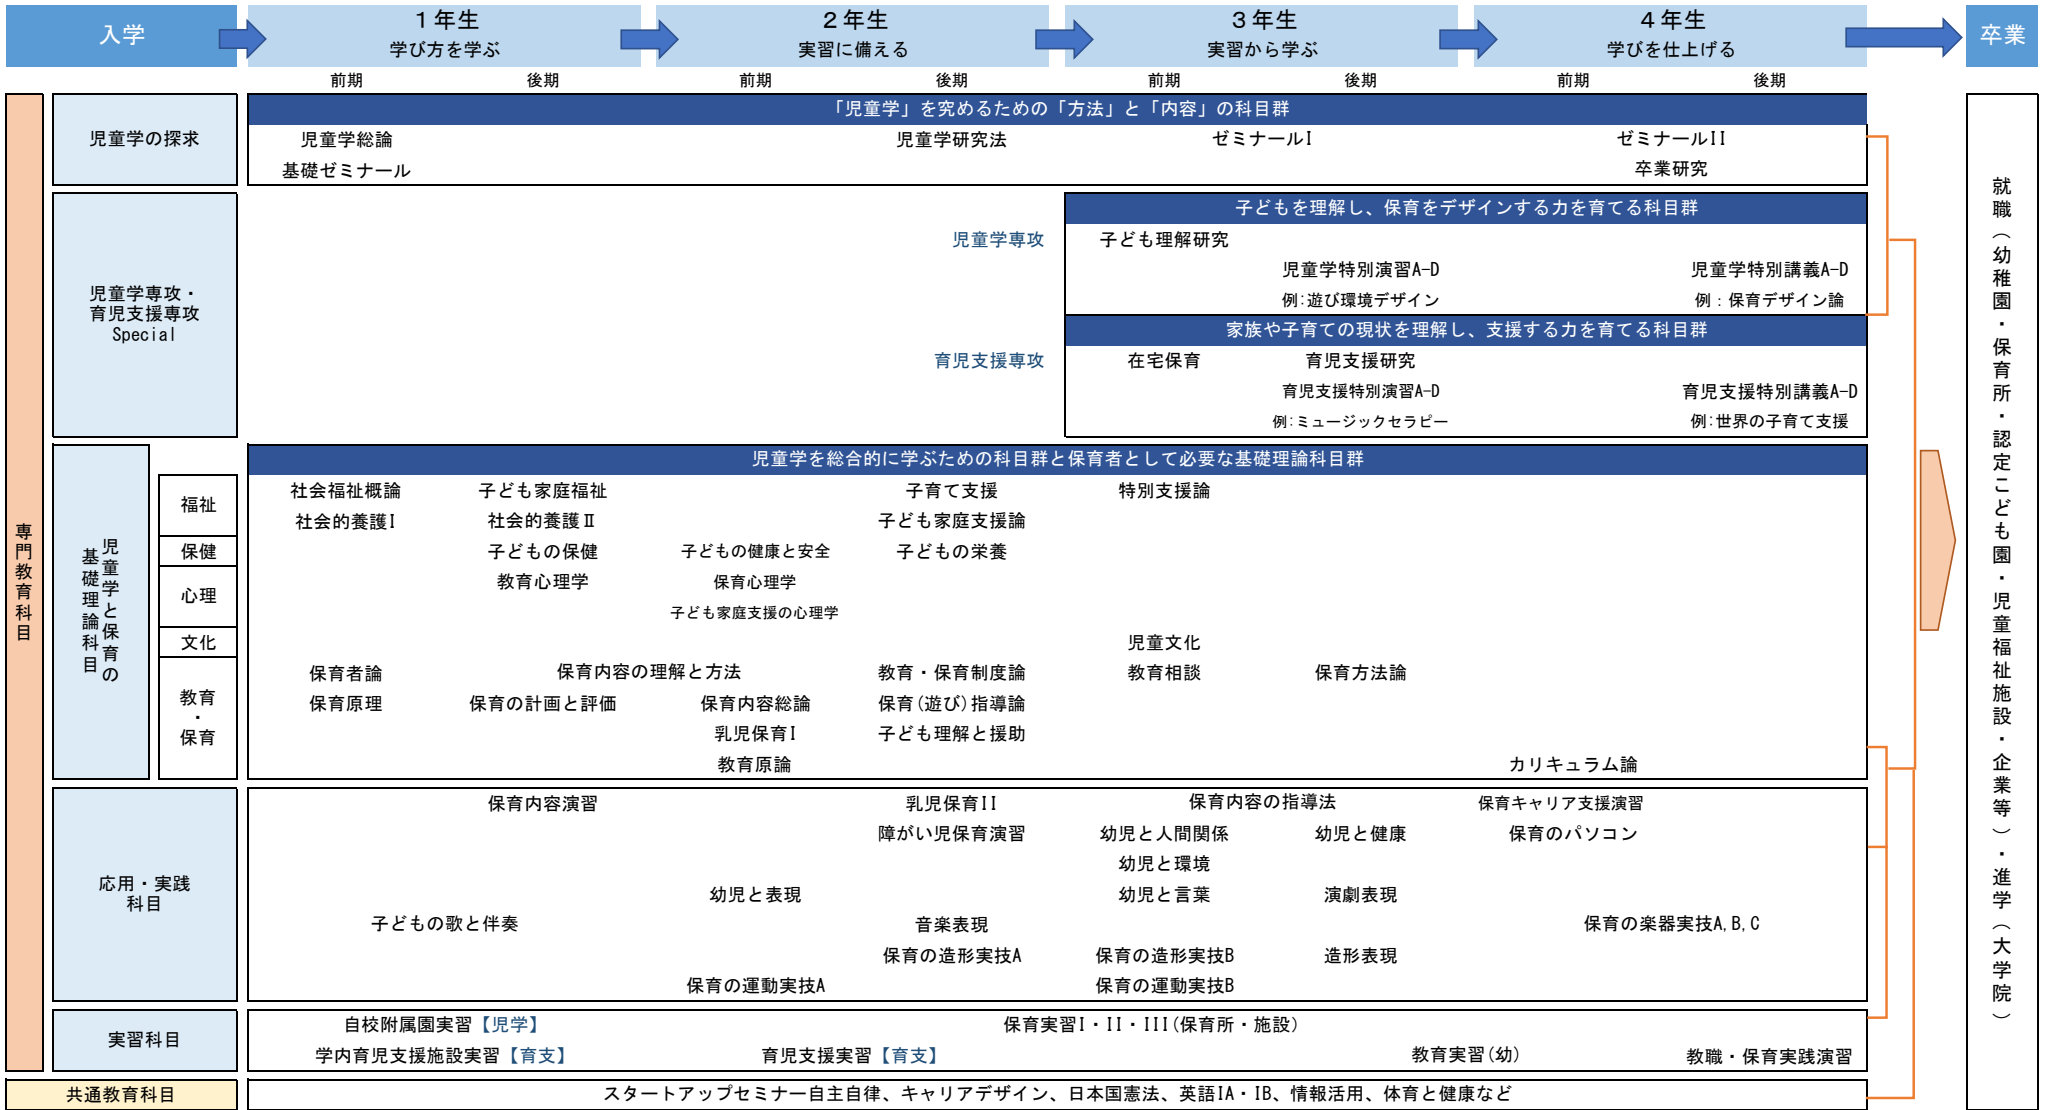 入学
1年生
2年生
3年生
4年生
卒業
学び方を学ぶ
実習に備える
実習から学ぶ
学びを仕上げる
前期 後期 前期 後期 前期 後期 前期 後期
専門教育科目
児童学の探求
「児童学」を究めるための「方法」と「内容」の科目群
児童学総論 児童学研究法 ゼミナールI ゼミナールII
基礎ゼミナール 卒業研究
児童学専攻・
育児支援専攻
Special
子どもを理解し、保育をデザインする力を育てる科目群
児童学専攻 子ども理解研究
児童学特別演習A-D 児童学特別講義A-D
例:遊び環境デザイン 例：保育デザイン論
家族や子育ての現状を理解し、支援する力を育てる科目群
育児支援専攻 在宅保育 育児支援研究
育児支援特別演習A-D 育児支援特別講義A-D
例:ミュージックセラピー 例:世界の子育て支援
児童学と保育の
基礎理論科目
児童学を総合的に学ぶための科目群と保育者として必要な基礎理論科目群
福祉
社会福祉概論 子ども家庭福祉 子育て支援 特別支援論
社会的養護I 社会的養護Ⅱ 子ども家庭支援論
保健
子どもの保健 子どもの健康と安全 子どもの栄養
心理
教育心理学 保育心理学
子ども家庭支援の心理学
文化
児童文化
教育
・
保育
保育者論 保育内容の理解と方法 教育・保育制度論 教育相談 保育方法論
保育原理 保育の計画と評価 保育内容総論 保育(遊び)指導論
乳児保育I 子ども理解と援助
教育原論 カリキュラム論
応用・実践
科目
保育内容演習 乳児保育II 保育内容の指導法 保育キャリア支援演習
障がい児保育演習 幼児と人間関係 幼児と健康 保育のパソコン
幼児と環境
幼児と表現 幼児と言葉 演劇表現
子どもの歌と伴奏 音楽表現 保育の楽器実技A,B,C
保育の造形実技A 保育の造形実技B 造形表現
保育の運動実技A 保育の運動実技B
実習科目
自校附属園実習【児学】 保育実習I・II・III(保育所・施設)
学内育児支援施設実習【育支】 育児支援実習【育支】 教育実習(幼) 教職・保育実践演習
共通教育科目
スタートアップセミナー自主自律、キャリアデザイン、日本国憲法、英語IA・IB、情報活用、体育と健康など
就職（幼稚園・保育所・認定こども園・児童福祉施設・企業等）・進学（大学院）